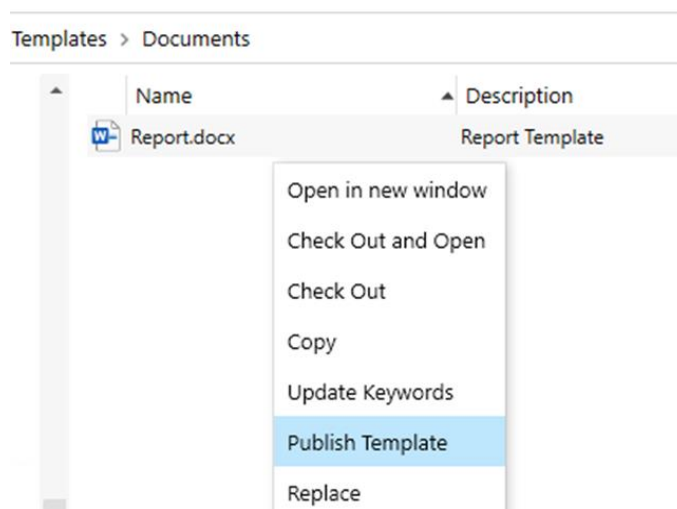 Templates > Documents
Name Description
Report.docx Report Template
Open in new window
Check Out and Open
Check Out
Copy
Update Keywords
Publish Template
Replace